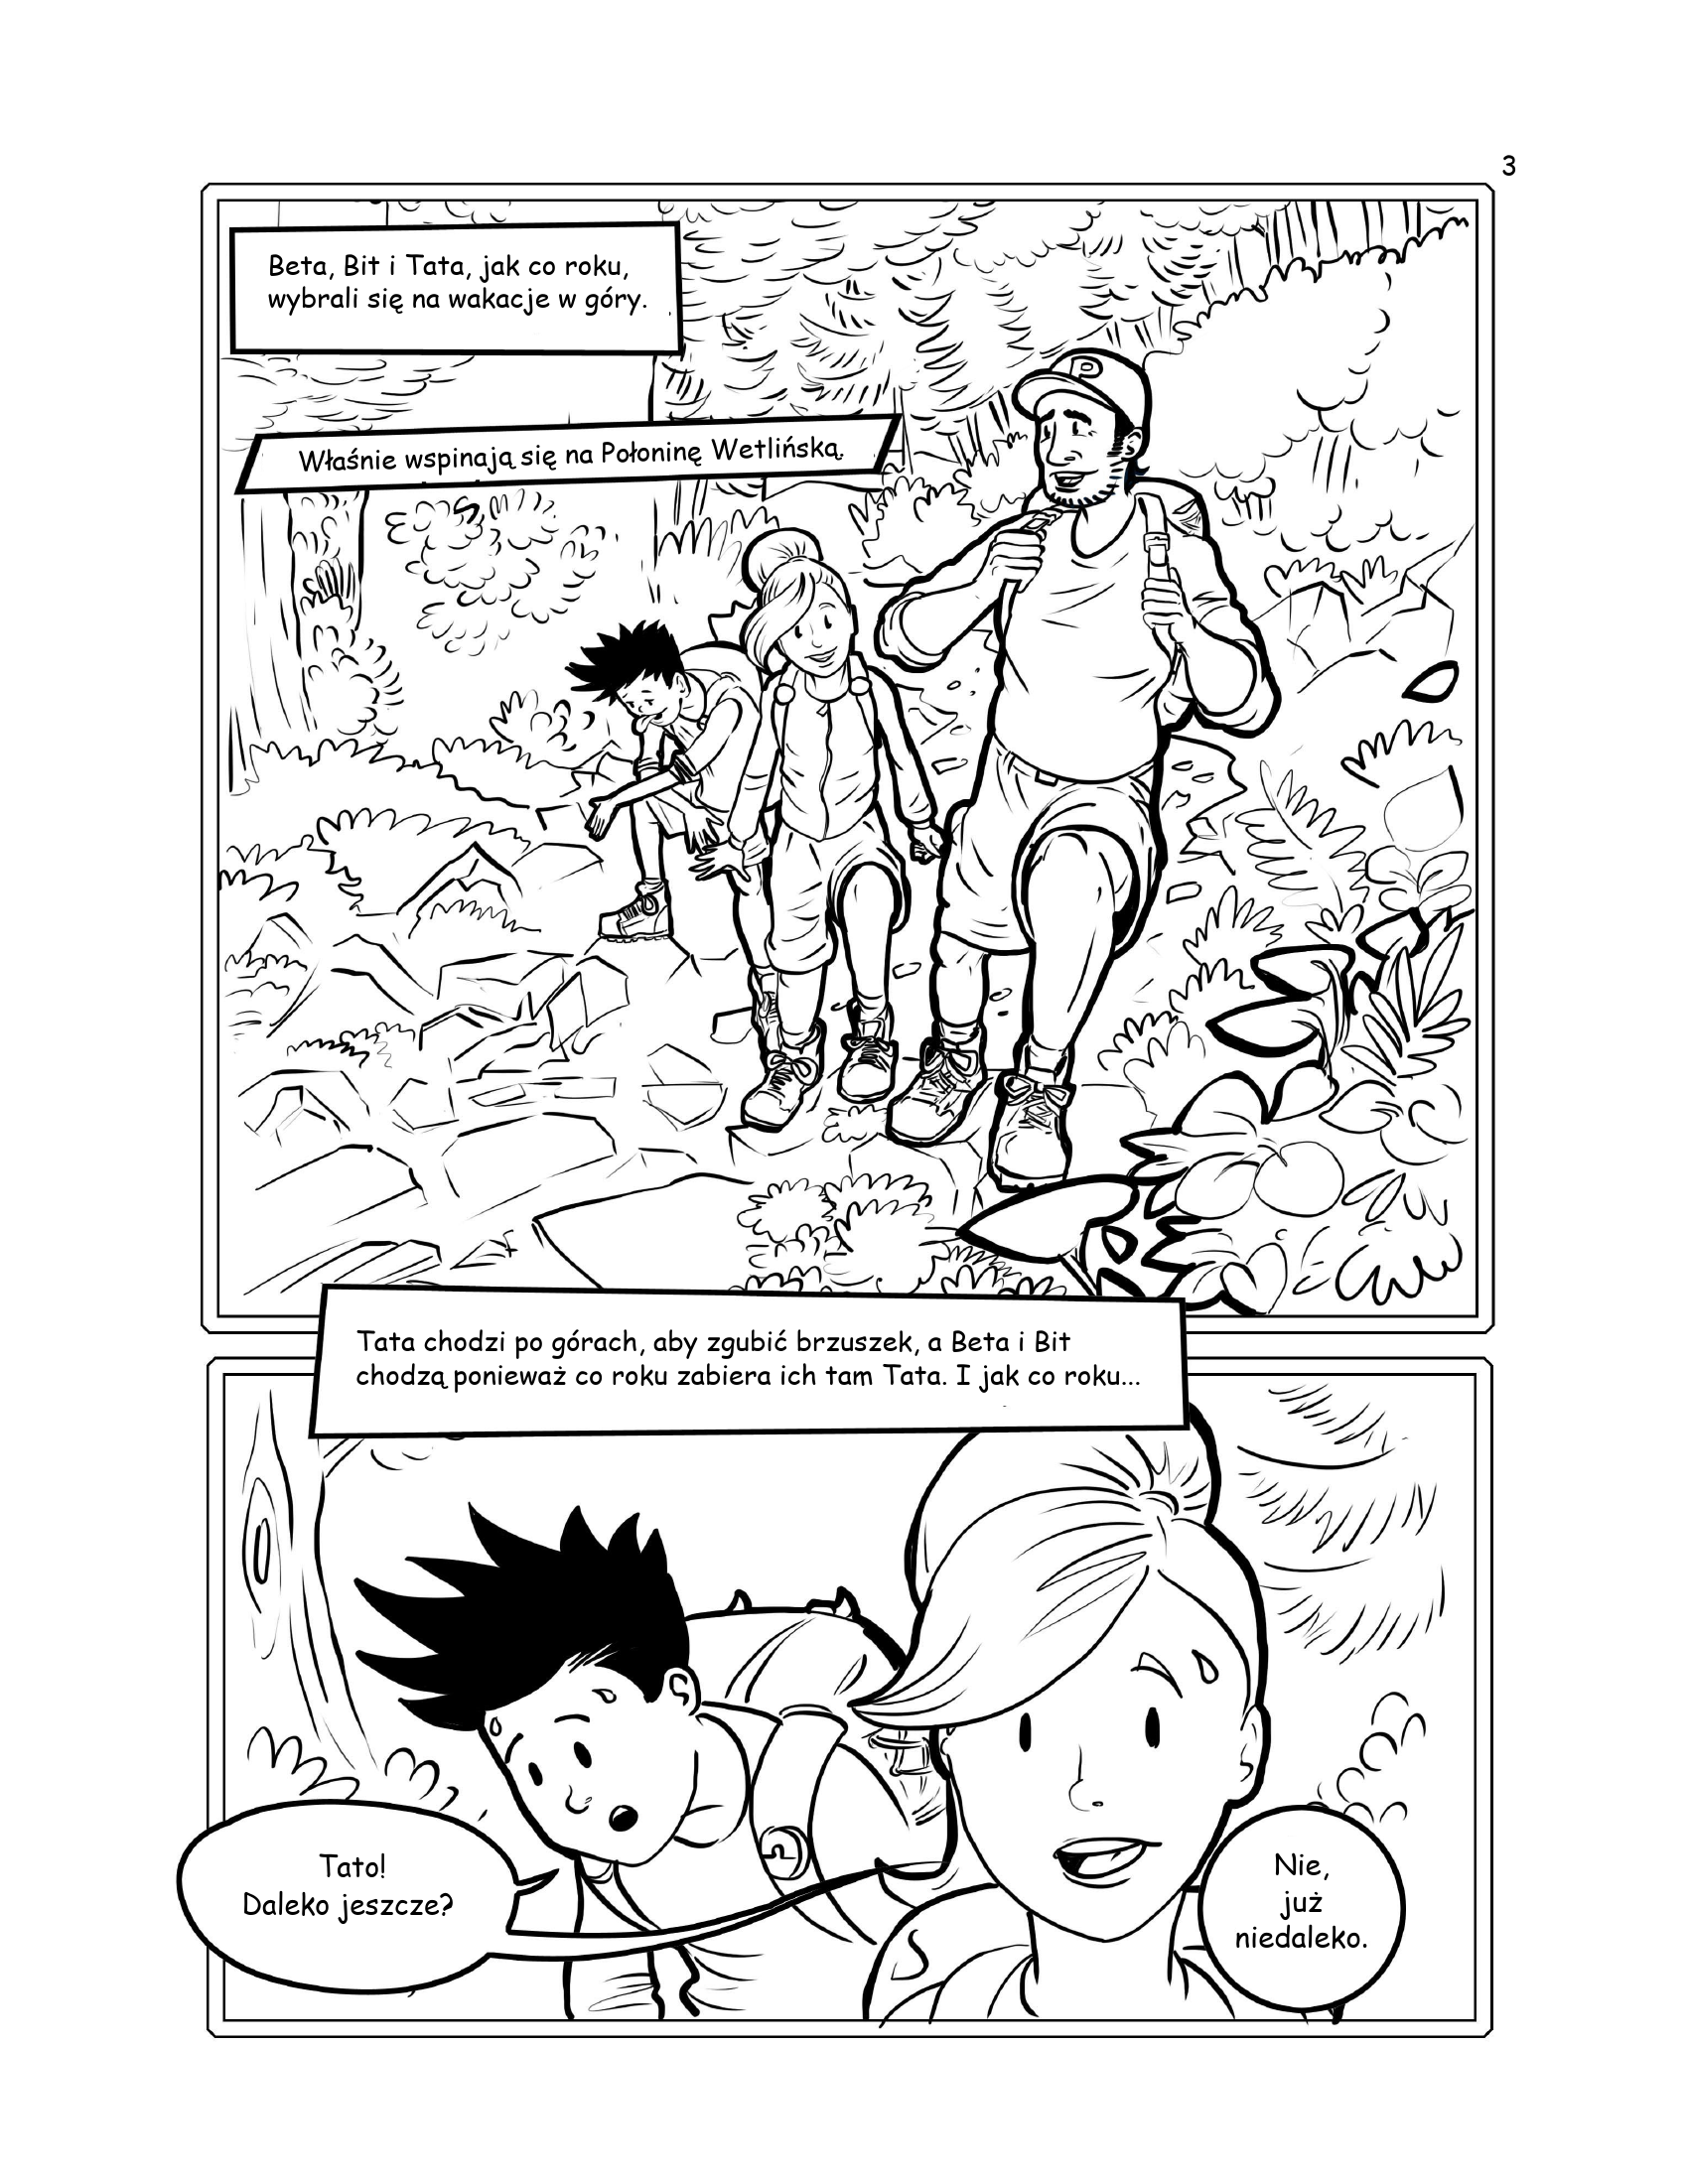 3
Beta, Bit i Tata, jak co roku,
wybrali się na wakacje w góry.
Właśnie wspinają się na Połoninę Wetlińską.
P
Tata chodzi po górach, aby zgubić brzuszek, a Beta i Bit
chodzą ponieważ co roku zabiera ich tam Tata. I jak co roku...
Tato!
Daleko jeszcze?
Nie,
już
niedaleko.